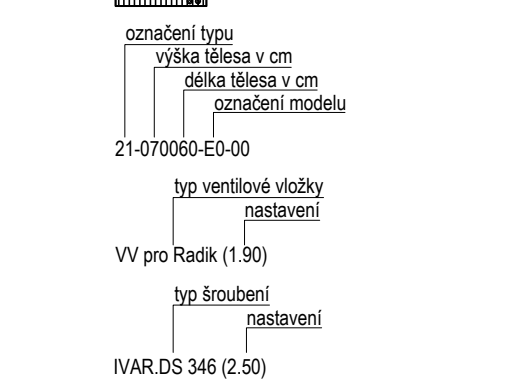 označení typu
výška tělesa v cm
délka tělesa v cm
označení modelu
21-070060-E0-00
typ ventilové vložky
nastavení
VV pro Radik (1.90)
typ šroubení
nastavení
IVAR.DS 346 (2.50)